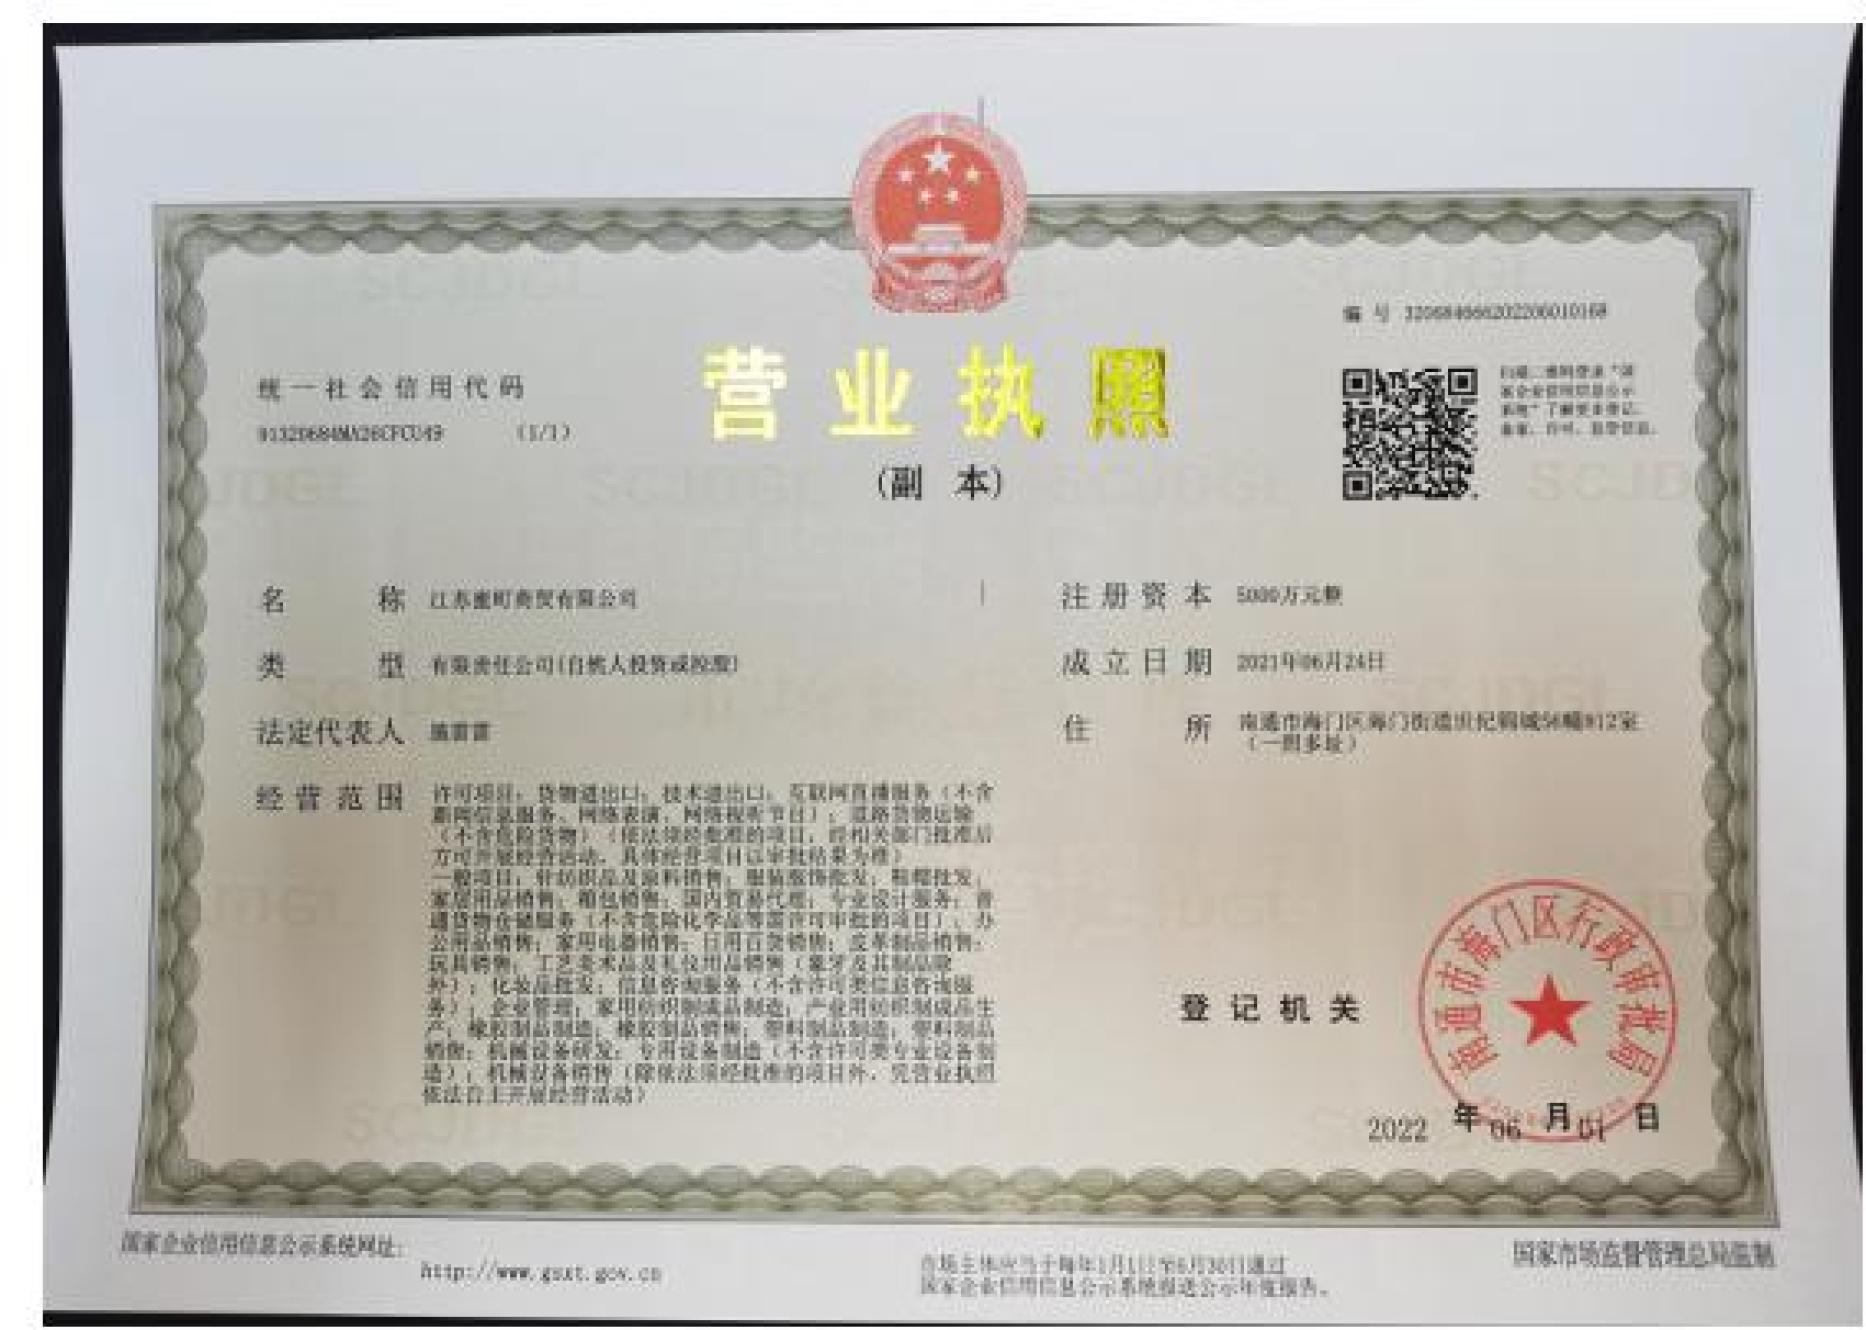 编 号 320684666202206010168
统一社会信用代码
91320684MA26CFCU49 (1/1)
营业执照
(副 本)
扫描二维码登录“国
家企业信用信息公示
系统”了解更多登记、
备案、许可、监管信息。
名 称 江苏 町商贸有限公司
类 型 有限责任公司(自然人投资或控股)
法定代表人 施雷雷
经营范围 许可项目:货物进出口;技术进出口;互联网直播服务(不含
新闻信息服务、网络表演、网络视听节目);道路货物运输
(不含危险货物)(依法须经批准的项目,经相关部门批准后
方可开展经营活动,具体经营项目以审批结果为准)
一般项目:针纺织品及原料销售;服装服饰批发;鞋帽批发;
家居用品销售;箱包销售;国内贸易代理;专业设计服务;普
通货物仓储服务(不含危险化学品等需许可审批的项目);办
公用品销售;家用电器销售;日用百货销售;皮革制品销售;
玩具销售;工艺美术品及礼仪用品销售(象牙及其制品除
外);化妆品批发;信息咨询服务(不含许可类信息咨询服
务);企业管理;家用纺织制成品制造;产业用纺织制成品生
产;橡胶制品制造;橡胶制品销售;塑料制品制造;塑料制品
销售;机械设备研发;专用设备制造(不含许可类专业设备制
造);机械设备销售(除依法须经批准的项目外,凭营业执照
依法自主开展经营活动)
注册资本 5000万元整
成立日期 2021年06月24日
住 所 南通市海门区海门街道世纪锦城56幢812室
(一照多址)
登记机关
南通市海门区行政审批局
2022 年 06 月 01 日
国家企业信用信息公示系统网址:
http://www.gsxt.gov.cn
市场主体应当于每年1月1日至6月30日通过
国家企业信用信息公示系统报送公示年度报告。
国家市场监督管理总局监制